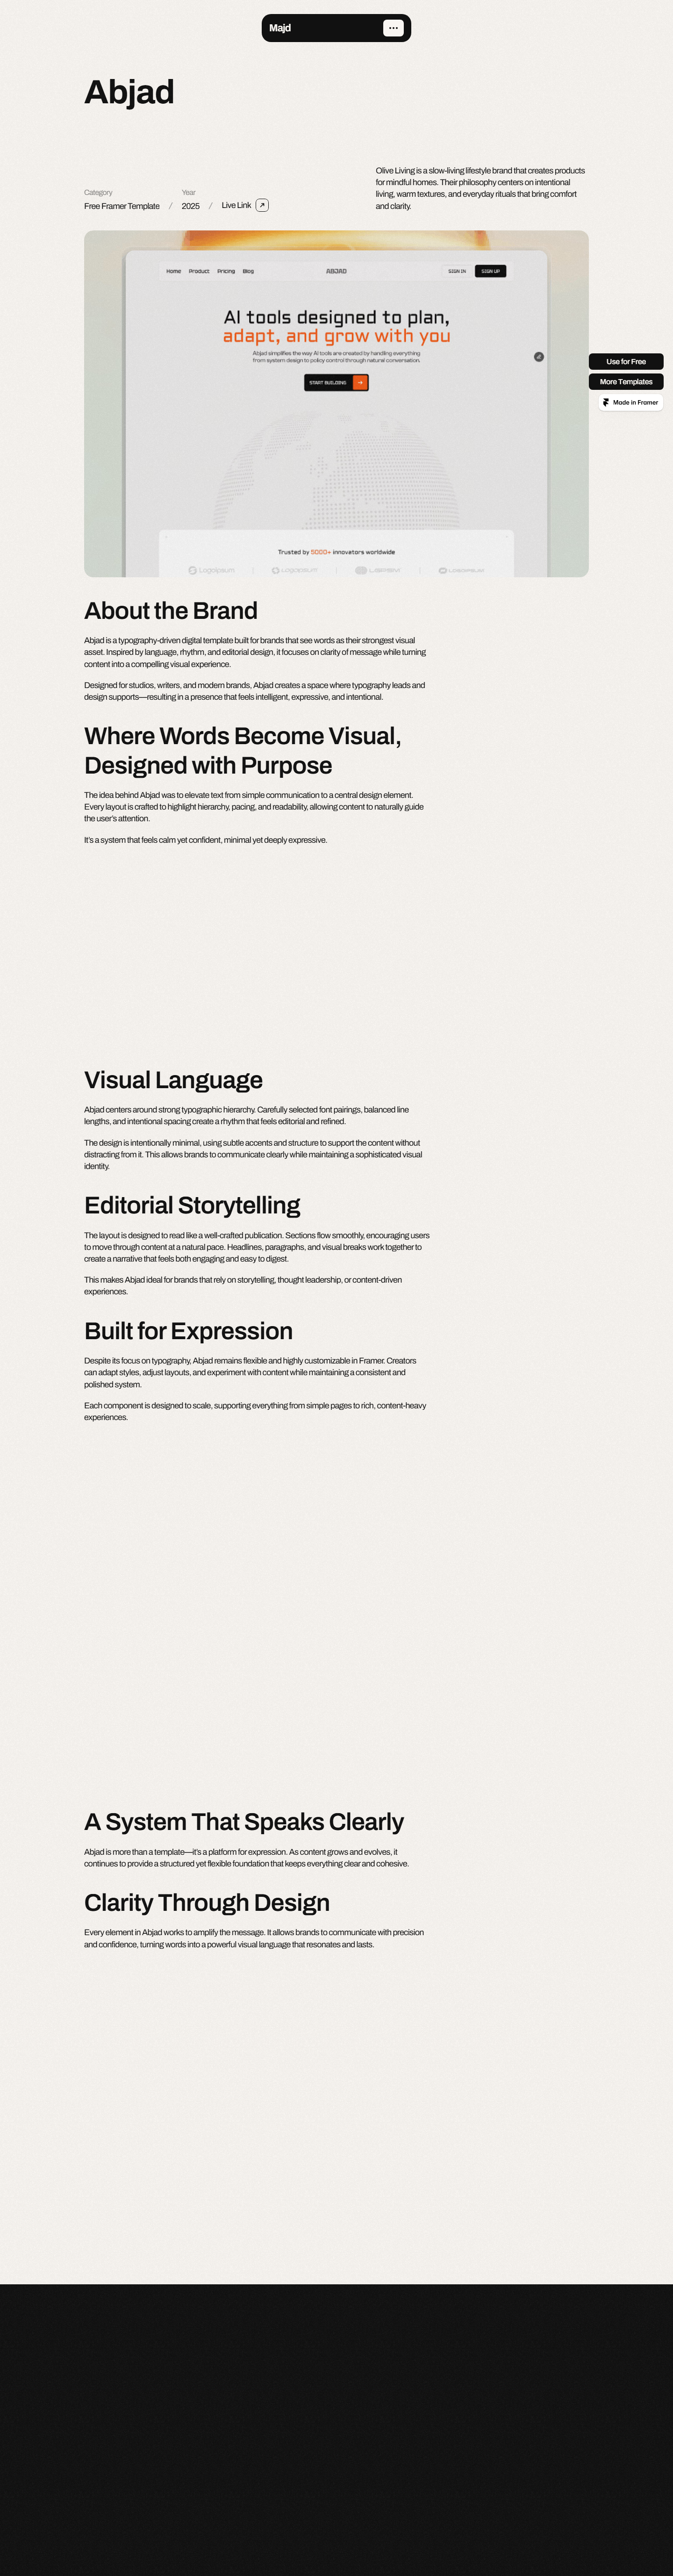 Majd
Abjad
Olive Living is a slow-living lifestyle brand that creates products
for mindful homes. Their philosophy centers on intentional
living, warm textures, and everyday rituals that bring comfort
and clarity.
Category
Year
Free Framer Template / 2025 / Live Link
Home Product Pricing Blog ABJAD SIGN IN SIGN UP
AI tools designed to plan,
adapt, and grow with you
Abjad simplifies the way AI tools are created by handling everything
from system design to policy control through natural conversation.
START BUILDING
Use for Free
More Templates
Made in Framer
Trusted by 5000+ innovators worldwide
Logoipsum
About the Brand
Abjad is a typography-driven digital template built for brands that see words as their strongest visual
asset. Inspired by language, rhythm, and editorial design, it focuses on clarity of message while turning
content into a compelling visual experience.
Designed for studios, writers, and modern brands, Abjad creates a space where typography leads and
design supports—resulting in a presence that feels intelligent, expressive, and intentional.
Where Words Become Visual,
Designed with Purpose
The idea behind Abjad was to elevate text from simple communication to a central design element.
Every layout is crafted to highlight hierarchy, pacing, and readability, allowing content to naturally guide
the user's attention.
It's a system that feels calm yet confident, minimal yet deeply expressive.
Visual Language
Abjad centers around strong typographic hierarchy. Carefully selected font pairings, balanced line
lengths, and intentional spacing create a rhythm that feels editorial and refined.
The design is intentionally minimal, using subtle accents and structure to support the content without
distracting from it. This allows brands to communicate clearly while maintaining a sophisticated visual
identity.
Editorial Storytelling
The layout is designed to read like a well-crafted publication. Sections flow smoothly, encouraging users
to move through content at a natural pace. Headlines, paragraphs, and visual breaks work together to
create a narrative that feels both engaging and easy to digest.
This makes Abjad ideal for brands that rely on storytelling, thought leadership, or content-driven
experiences.
Built for Expression
Despite its focus on typography, Abjad remains flexible and highly customizable in Framer. Creators
can adapt styles, adjust layouts, and experiment with content while maintaining a consistent and
polished system.
Each component is designed to scale, supporting everything from simple pages to rich, content-heavy
experiences.
A System That Speaks Clearly
Abjad is more than a template—it's a platform for expression. As content grows and evolves, it
continues to provide a structured yet flexible foundation that keeps everything clear and cohesive.
Clarity Through Design
Every element in Abjad works to amplify the message. It allows brands to communicate with precision
and confidence, turning words into a powerful visual language that resonates and lasts.